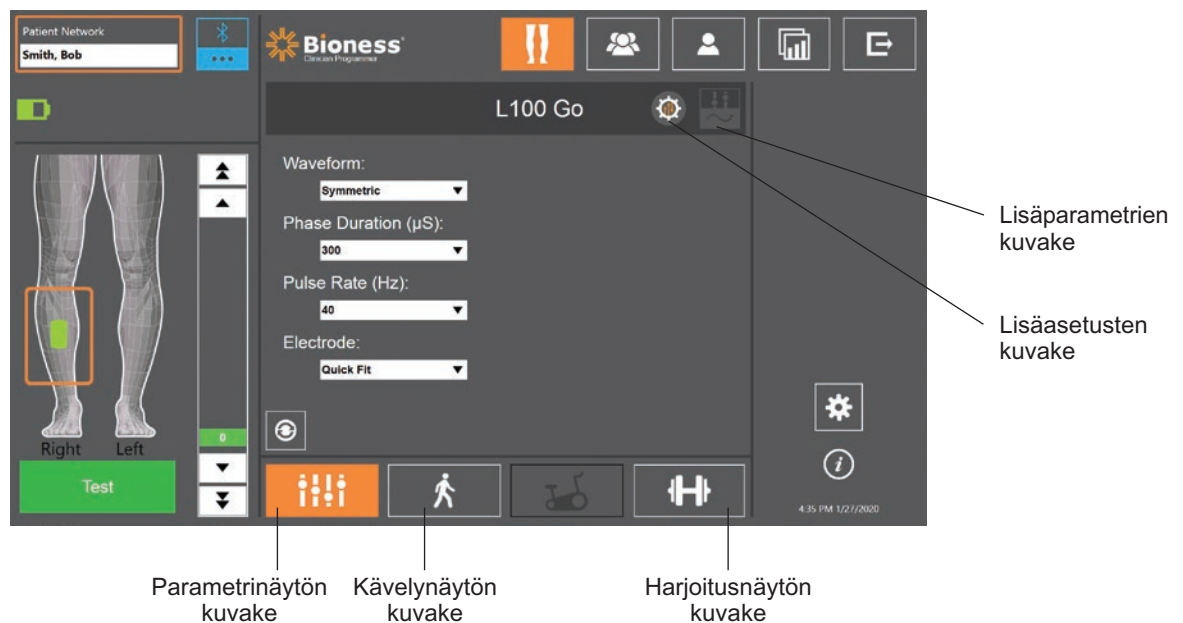 Patient Network
Smith, Bob
Bioness
Clinician Programmer
L100 Go
Waveform:
Symmetric
Phase Duration (µS):
300
Pulse Rate (Hz):
40
Electrode:
Quick Fit
0
Right Left
Test
4:35 PM 1/27/2020
Lisäparametrien
kuvake
Lisäasetusten
kuvake
Parametrinäytön
kuvake
Kävelynäytön
kuvake
Harjoitusnäytön
kuvake